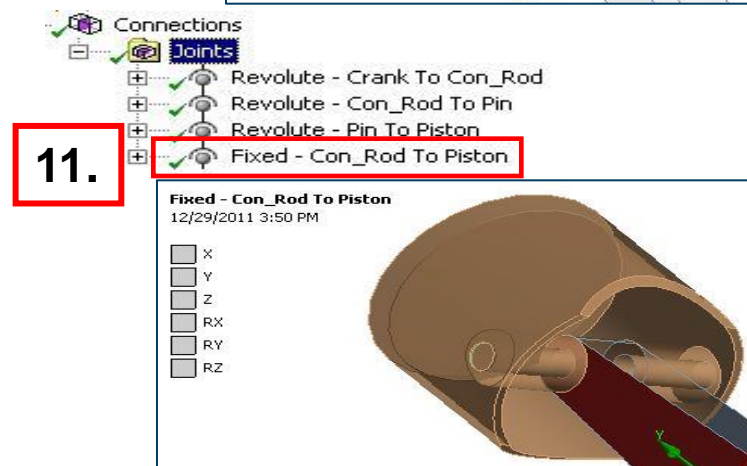 Connections
Joints
Revolute - Crank To Con_Rod
Revolute - Con_Rod To Pin
Revolute - Pin To Piston
11.
Fixed - Con_Rod To Piston
Fixed - Con_Rod To Piston
12/29/2011 3:50 PM
X
Y
Z
RX
RY
RZ
Y